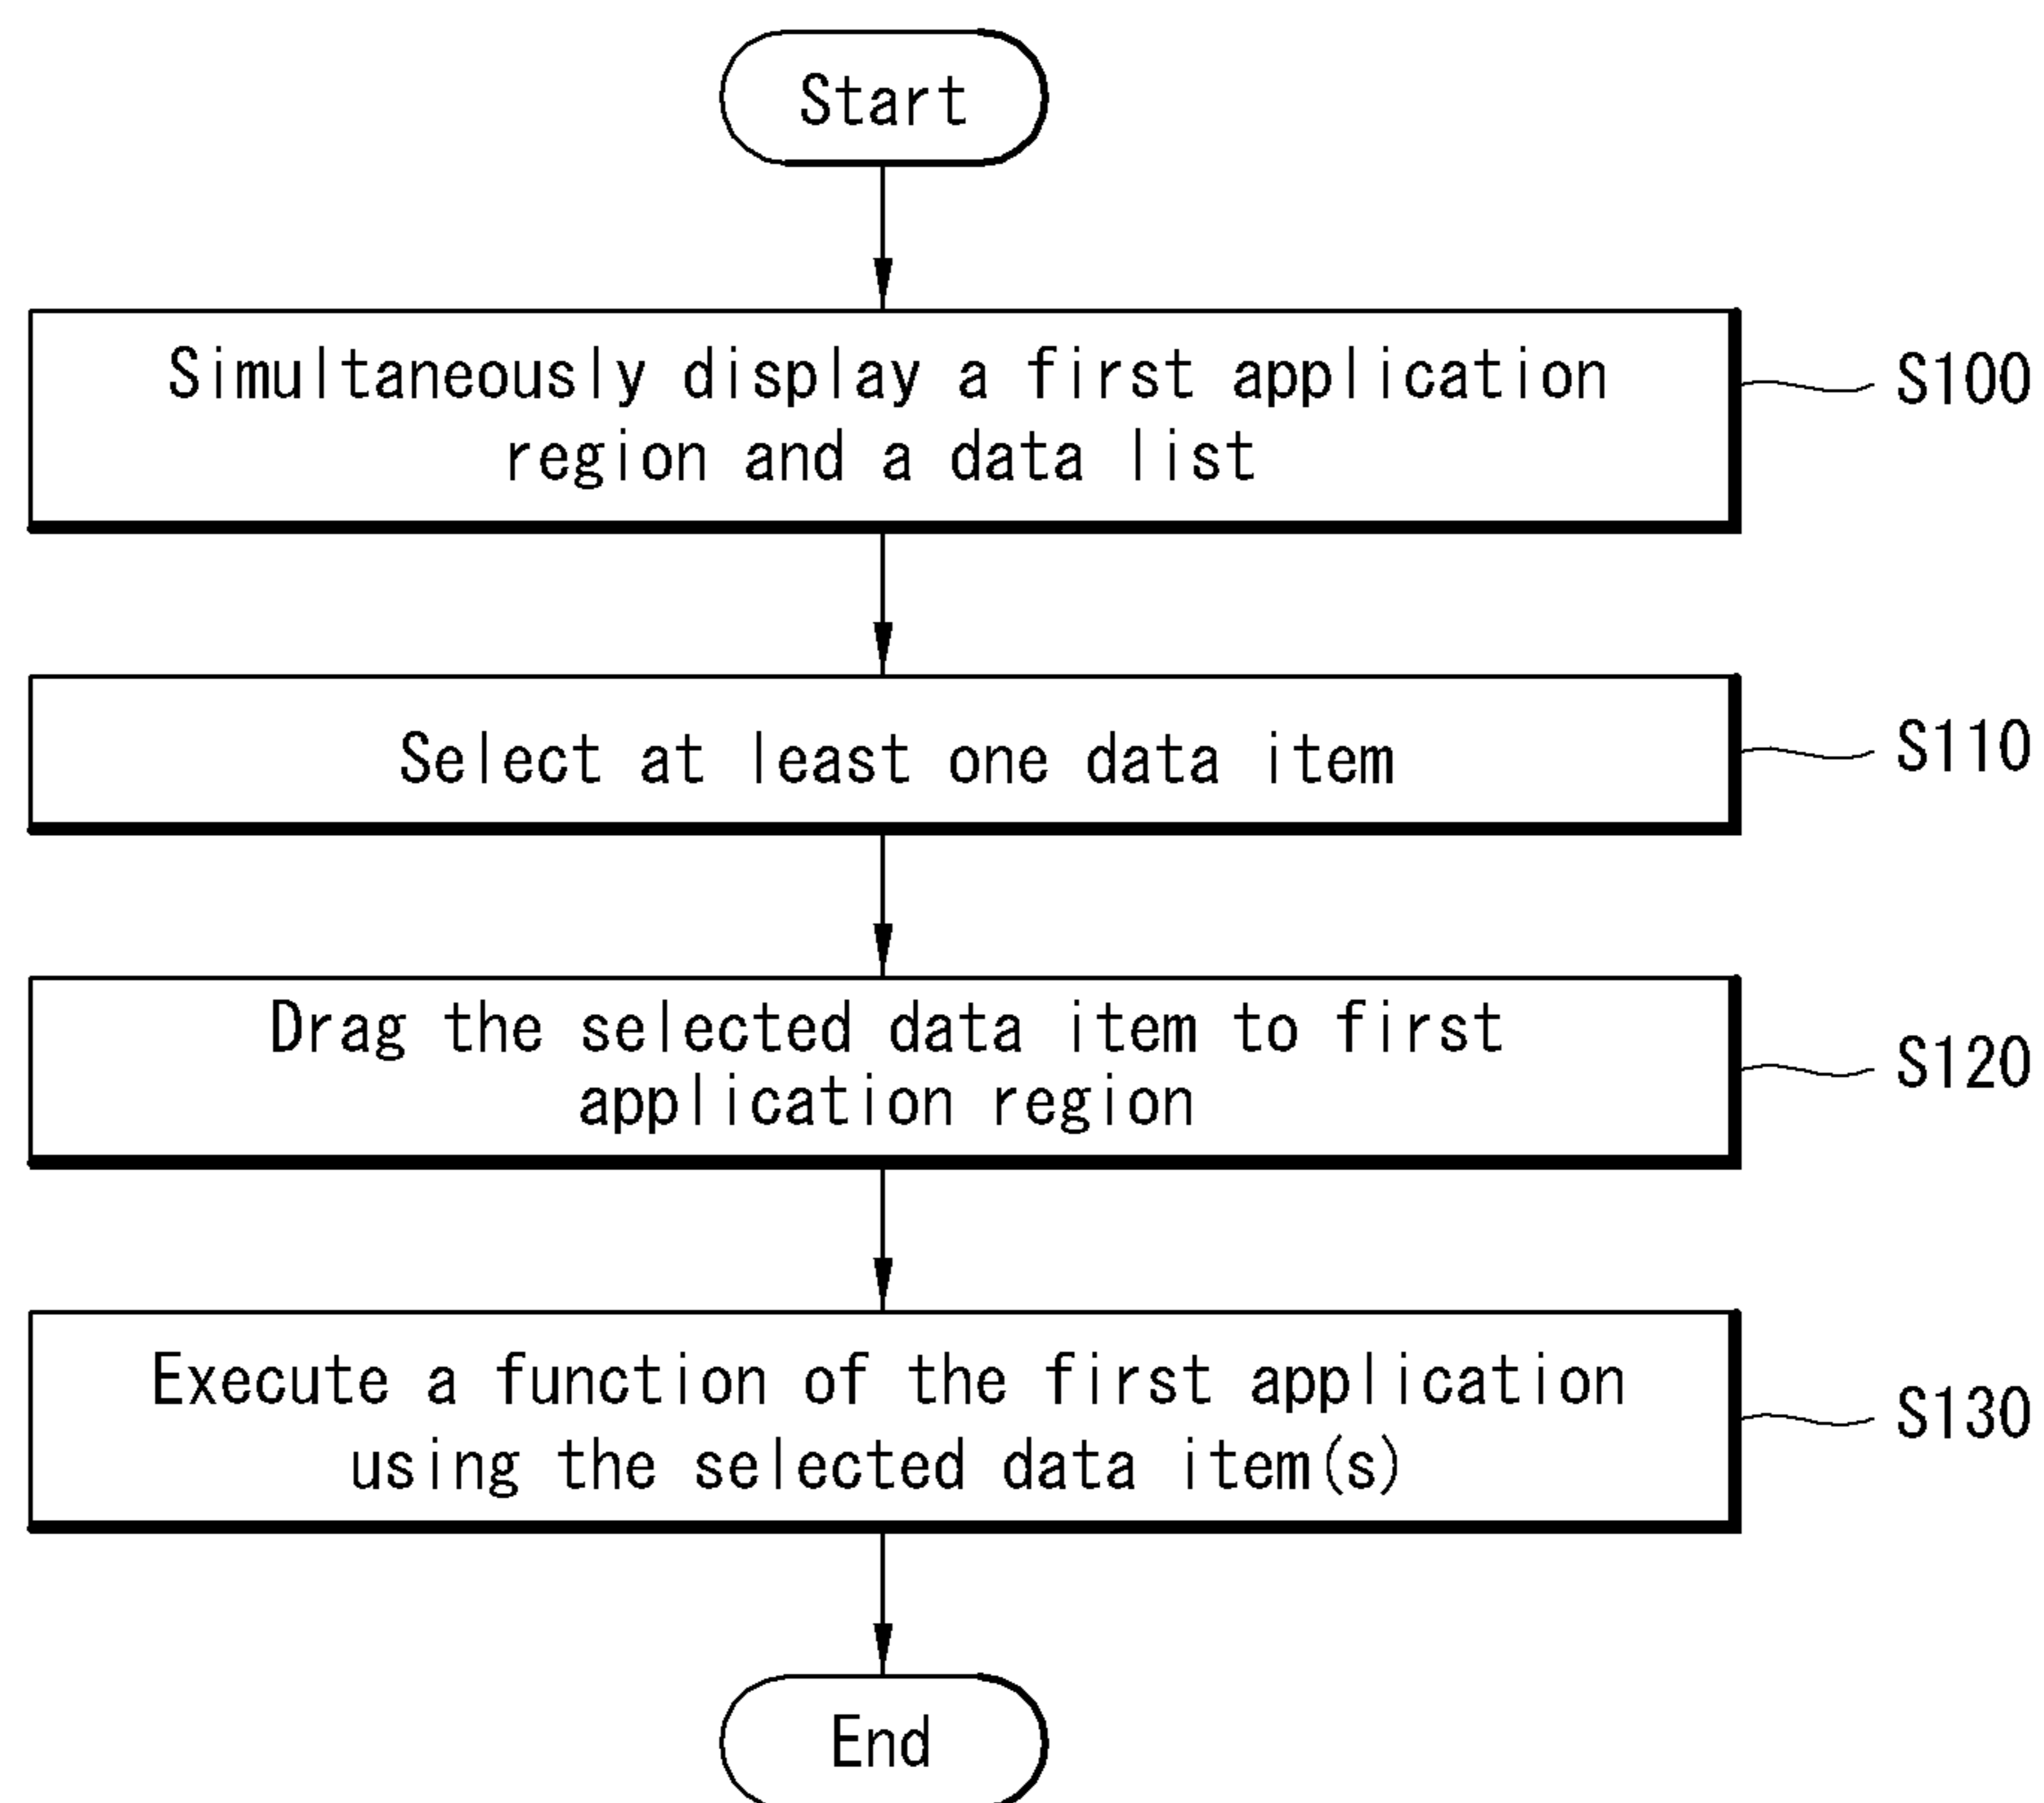 Start
Simultaneously display a first application
region and a data list
S100
Select at least one data item
S110
Drag the selected data item to first
application region
S120
Execute a function of the first application
using the selected data item(s)
S130
End